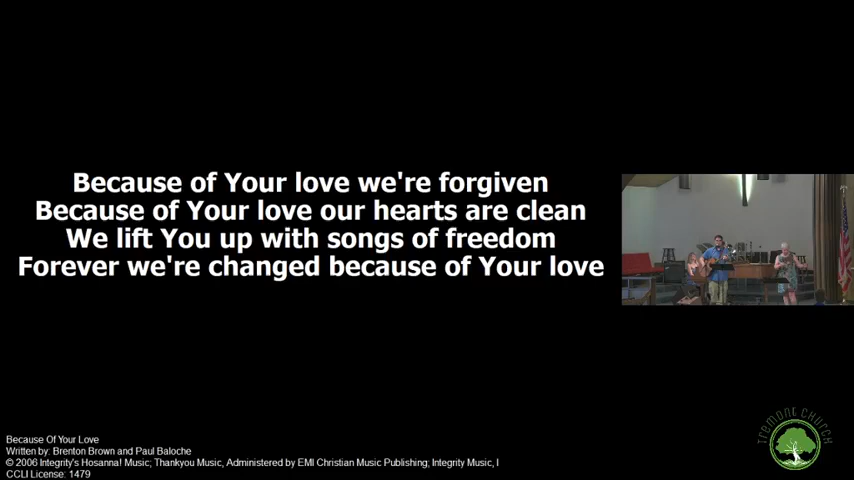 Because of Your love we're forgiven
Because of Your love our hearts are clean
We lift You up with songs of freedom
Forever we're changed because of Your love
Because Of Your Love
Written by: Brenton Brown and Paul Baloche
© 2006 Integrity's Hosanna! Music; Thankyou Music, Administered by EMI Christian Music Publishing; Integrity Music, I
CCLI License: 1479
TREMONT CHURCH